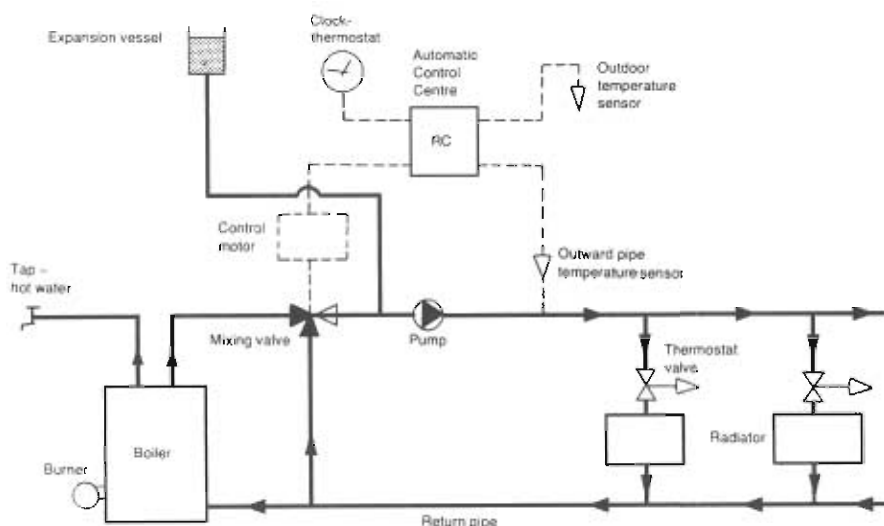 Expansion vessel
Clock-
thermostat
Automatic
Control
Centre
RC
Outdoor
temperature
sensor
Control
motor
Outward pipe
temperature sensor
Tap –
hot water
Mixing valve
Pump
Thermostat
valve
Boiler
Radiator
Burner
Return pipe